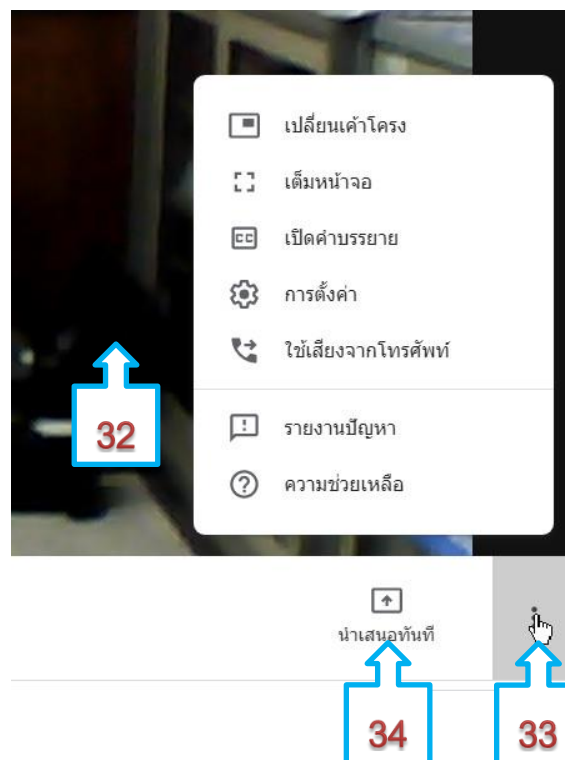 เปลี่ยนเค้าโครง
เต็มหน้าจอ
CC เปิดคำบรรยาย
การตั้งค่า
ใช้เสียงจากโทรศัพท์
32
รายงานปัญหา
ความช่วยเหลือ
นำเสนอทันที
34
33